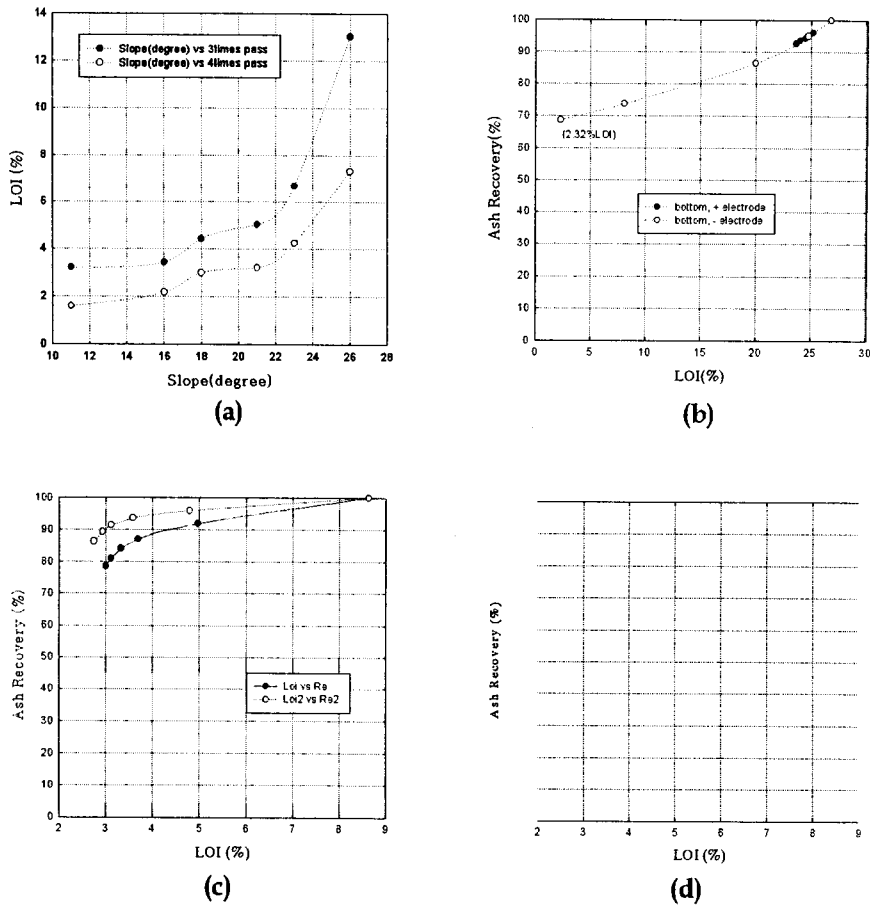 14
12
10
8
6
4
2
0
LOI (%)
Slope(degree) vs 3times pass
Slope(degree) vs 4times pass
10 12 14 16 18 20 22 24 26 28
Slope(degree)
(a)
100
90
80
70
60
50
40
30
20
10
0
Ash Recovery(%)
(2.32%LOI)
bottom, + electrode
bottom, - electrode
0 5 10 15 20 25 30
LOI(%)
(b)
100
90
80
70
60
50
40
30
20
10
0
Ash Recovery (%)
Loi vs Re
Loi2 vs Re2
2 3 4 5 6 7 8 9
LOI (%)
(c)
Ash Recovery (%)
2 3 4 5 6 7 8 9
LOI (%)
(d)